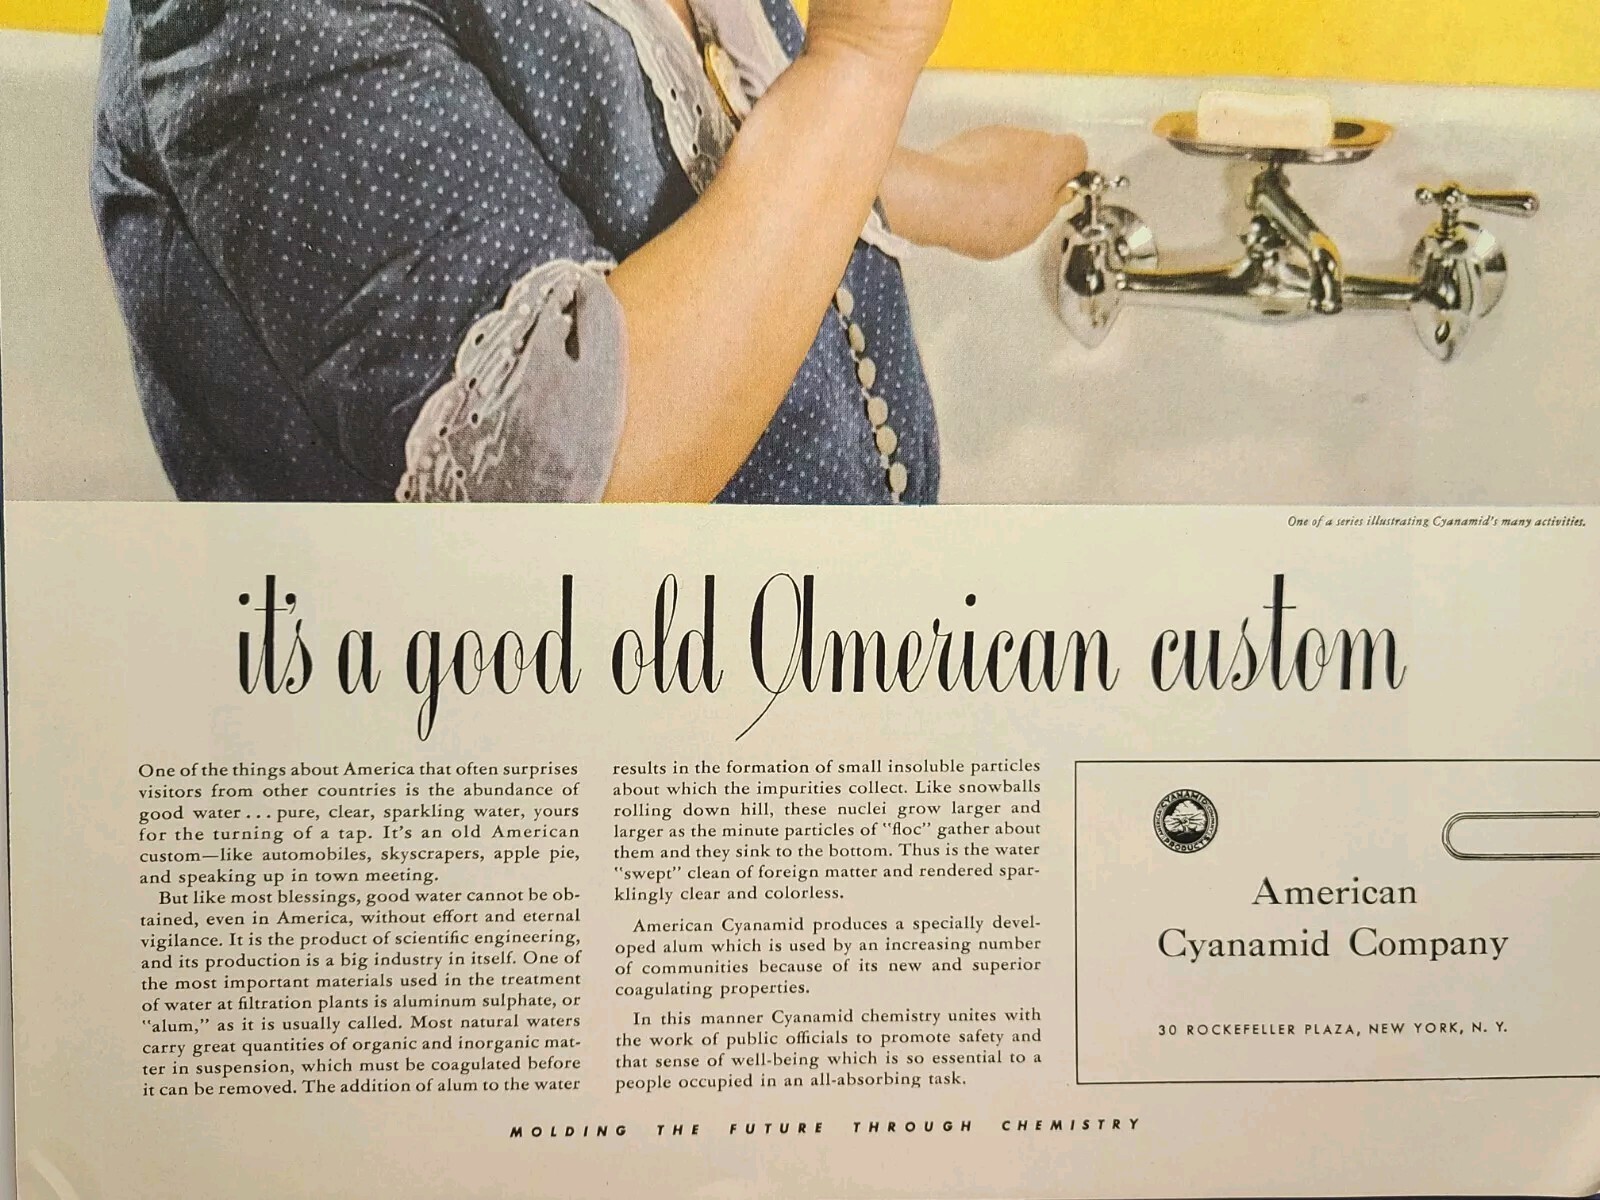 One of a series illustrating Cyanamid's many activities.
it's a good old American custom
One of the things about America that often surprises
visitors from other countries is the abundance of
good water . . . pure, clear, sparkling water, yours
for the turning of a tap. It's an old American
custom—like automobiles, skyscrapers, apple pie,
and speaking up in town meeting.
But like most blessings, good water cannot be ob-
tained, even in America, without effort and eternal
vigilance. It is the product of scientific engineering,
and its production is a big industry in itself. One of
the most important materials used in the treatment
of water at filtration plants is aluminum sulphate, or
"alum," as it is usually called. Most natural waters
carry great quantities of organic and inorganic mat-
ter in suspension, which must be coagulated before
it can be removed. The addition of alum to the water
results in the formation of small insoluble particles
about which the impurities collect. Like snowballs
rolling down hill, these nuclei grow larger and
larger as the minute particles of "floc" gather about
them and they sink to the bottom. Thus is the water
"swept" clean of foreign matter and rendered spar-
klingly clear and colorless.
American Cyanamid produces a specially devel-
oped alum which is used by an increasing number
of communities because of its new and superior
coagulating properties.
In this manner Cyanamid chemistry unites with
the work of public officials to promote safety and
that sense of well-being which is so essential to a
people occupied in an all-absorbing task.
CYANAMID
PRODUCTS
American
Cyanamid Company
30 ROCKEFELLER PLAZA, NEW YORK, N. Y.
MOLDING THE FUTURE THROUGH CHEMISTRY